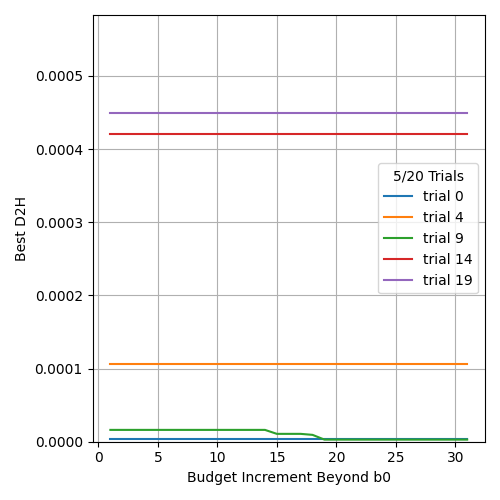 0.0005
0.0004
0.0003
0.0002
0.0001
0.0000
Best D2H
5/20 Trials
trial 0
trial 4
trial 9
trial 14
trial 19
0 5 10 15 20 25 30
Budget Increment Beyond b0